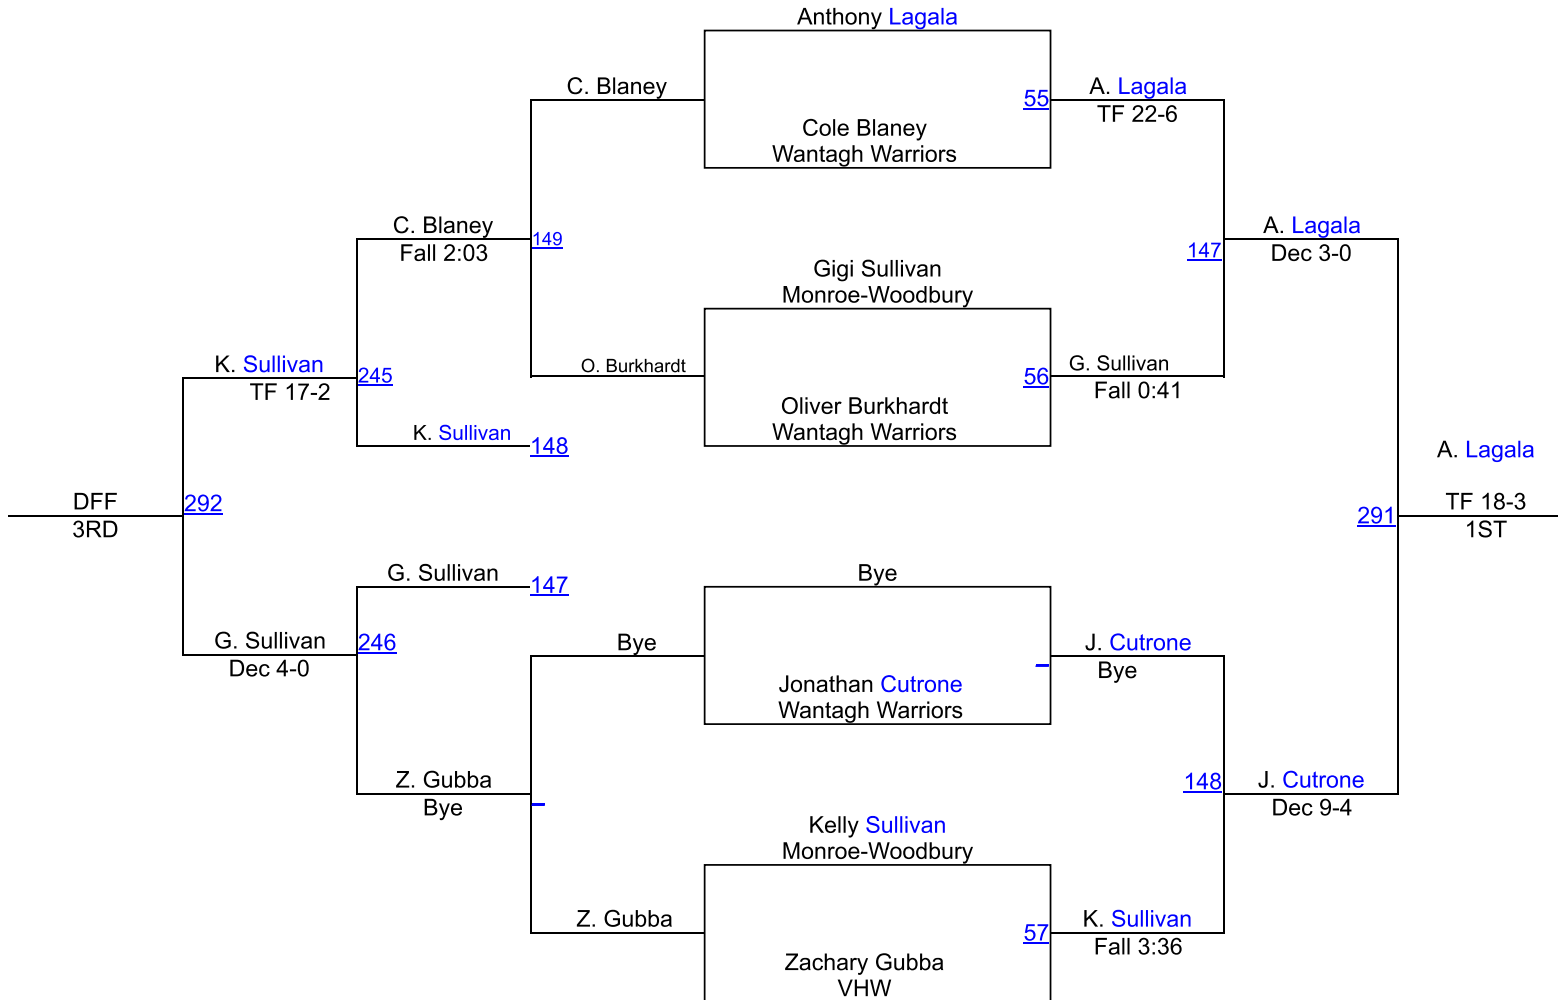 Anthony Lagala
C. Blaney
55
A. Lagala
TF 22-6
Cole Blaney
Wantagh Warriors
C. Blaney
Fall 2:03
149
147
A. Lagala
Dec 3-0
Gigi Sullivan
Monroe-Woodbury
K. Sullivan
TF 17-2
245
O. Burkhardt
56
G. Sullivan
Fall 0:41
Oliver Burkhardt
Wantagh Warriors
K. Sullivan
148
A. Lagala
DFF
3RD
292
291
TF 18-3
1ST
G. Sullivan
147
Bye
G. Sullivan
Dec 4-0
246
Bye
J. Cutrone
Bye
Jonathan Cutrone
Wantagh Warriors
Z. Gubba
Bye
148
J. Cutrone
Dec 9-4
Kelly Sullivan
Monroe-Woodbury
Z. Gubba
57
K. Sullivan
Fall 3:36
Zachary Gubba
VHW